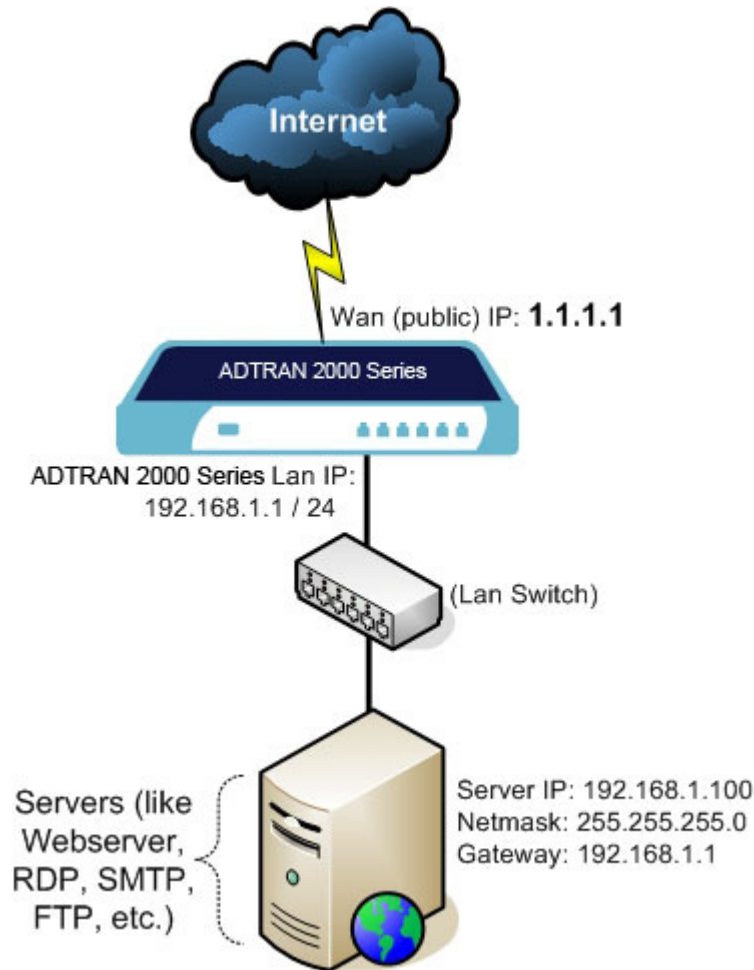 Internet
Wan (public) IP: 1.1.1.1
ADTRAN 2000 Series
ADTRAN 2000 Series Lan IP:
192.168.1.1 / 24
(Lan Switch)
Servers (like
Webserver,
RDP, SMTP,
FTP, etc.)
Server IP: 192.168.1.100
Netmask: 255.255.255.0
Gateway: 192.168.1.1